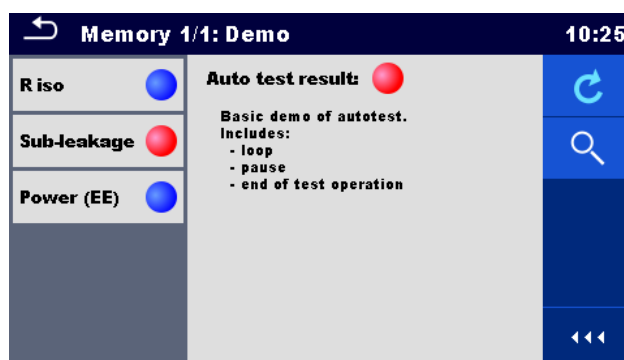 Memory 1/1: Demo
10:25
R iso
Sub-leakage
Power (EE)
Auto test result:
Basic demo of autotest.
Includes:
- loop
- pause
- end of test operation